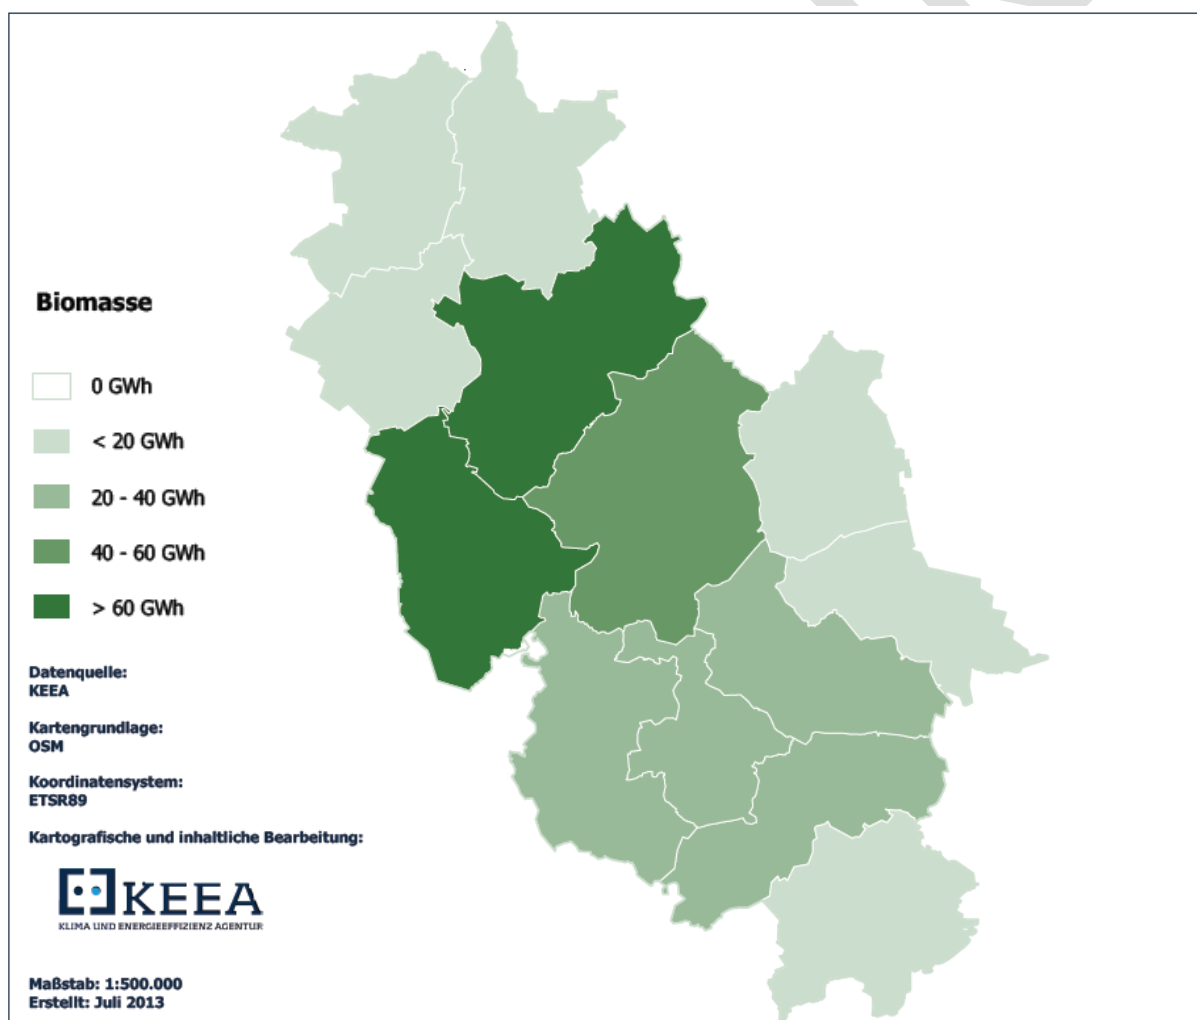 Biomasse
0 GWh
< 20 GWh
20 - 40 GWh
40 - 60 GWh
> 60 GWh
Datenquelle:
KEEA
Kartengrundlage:
OSM
Koordinatensystem:
ETSR89
Kartografische und inhaltliche Bearbeitung:
KEEA
KLIMA UND ENERGIEEFFIZIENZ AGENTUR
Maßstab: 1:500.000
Erstellt: Juli 2013